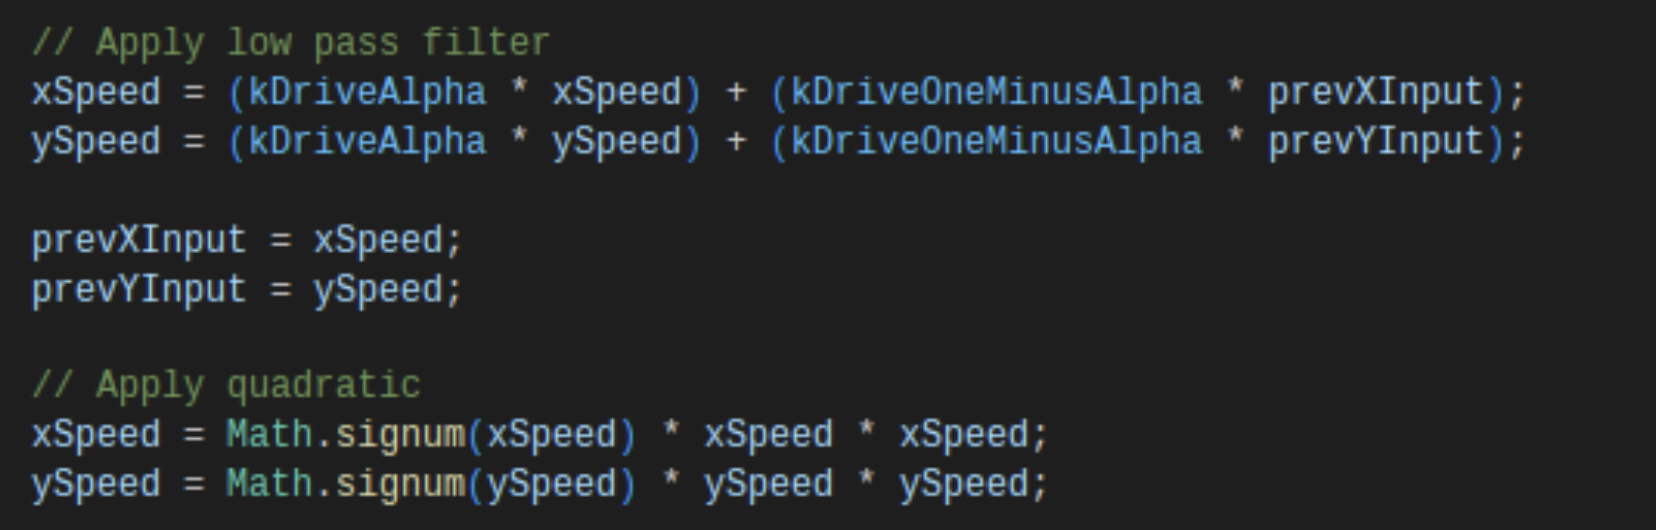 // Apply low pass filter
xSpeed = (kDriveAlpha * xSpeed) + (kDriveOneMinusAlpha * prevXInput);
ySpeed = (kDriveAlpha * ySpeed) + (kDriveOneMinusAlpha * prevYInput);
prevXInput = xSpeed;
prevYInput = ySpeed;
// Apply quadratic
xSpeed = Math.signum(xSpeed) * xSpeed * xSpeed;
ySpeed = Math.signum(ySpeed) * ySpeed * ySpeed;